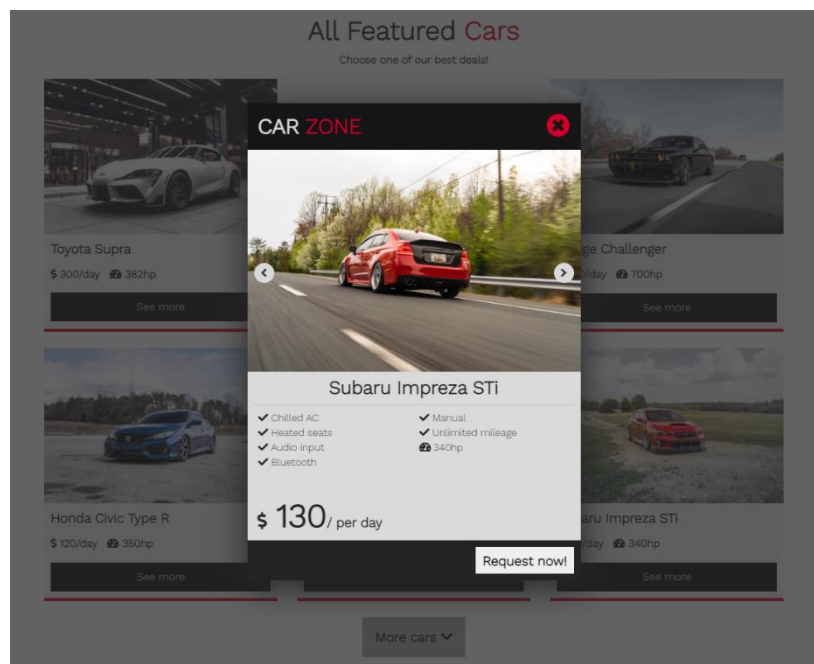 All Featured Cars
Choose one of our best deals!
CAR ZONE
Toyota Supra
$ 300/day 382hp
See more
ge Challenger
/day 700hp
See more
Subaru Impreza STi
Chilled AC
Heated seats
Audio input
Bluetooth
Manual
Unlimited mileage
340hp
$ 130/ per day
Request now!
Honda Civic Type R
$ 120/day 350hp
See more
aru Impreza STi
/day 340hp
See more
More cars